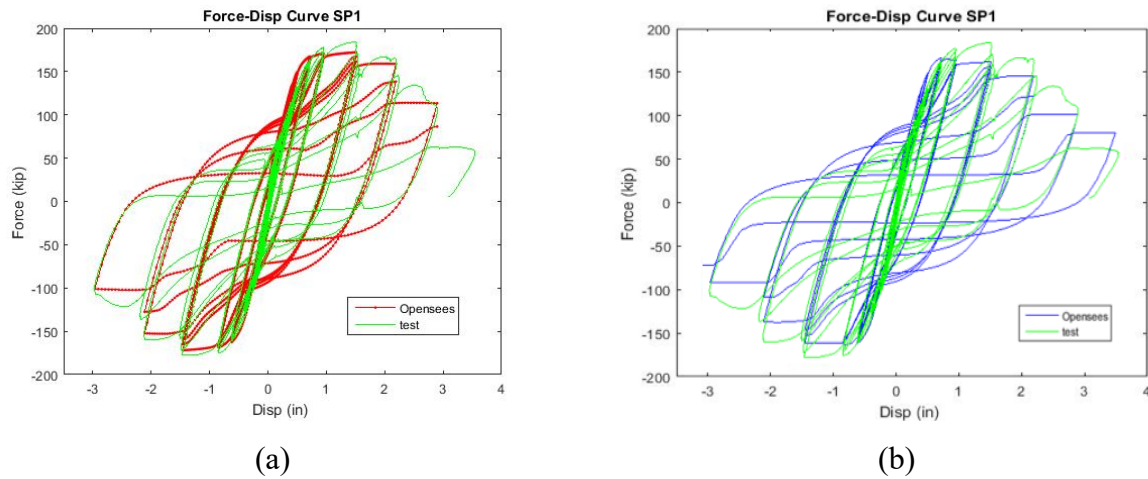 Force-Disp Curve SP1
200
150
100
50
0
-50
-100
-150
-200
Force (kip)
-3 -2 -1 0 1 2 3 4
Disp (in)
Opensees
test
(a)
Force-Disp Curve SP1
200
150
100
50
0
-50
-100
-150
-200
Force (kip)
-3 -2 -1 0 1 2 3 4
Disp (in)
Opensees
test
(b)